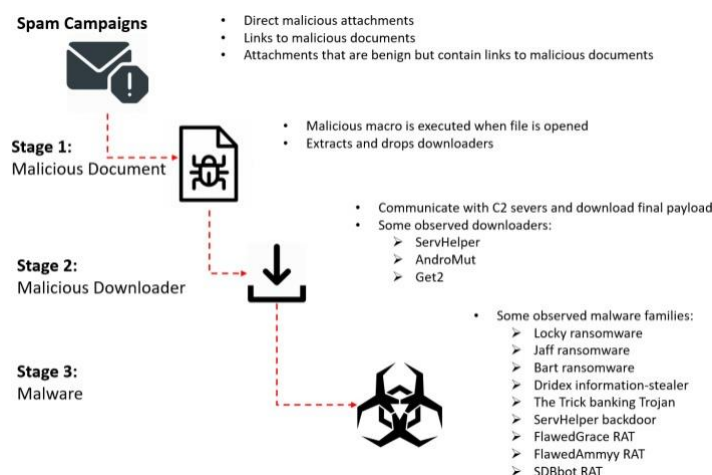 Spam Campaigns
• Direct malicious attachments
• Links to malicious documents
• Attachments that are benign but contain links to malicious documents
Stage 1:
Malicious Document
• Malicious macro is executed when file is opened
• Extracts and drops downloaders
Stage 2:
Malicious Downloader
• Communicate with C2 severs and download final payload
• Some observed downloaders:
➢ ServHelper
➢ AndroMut
➢ Get2
Stage 3:
Malware
• Some observed malware families:
➢ Locky ransomware
➢ Jaff ransomware
➢ Bart ransomware
➢ Dridex information-stealer
➢ The Trick banking Trojan
➢ ServHelper backdoor
➢ FlawedGrace RAT
➢ FlawedAmmyy RAT
➢ SDBbot RAT